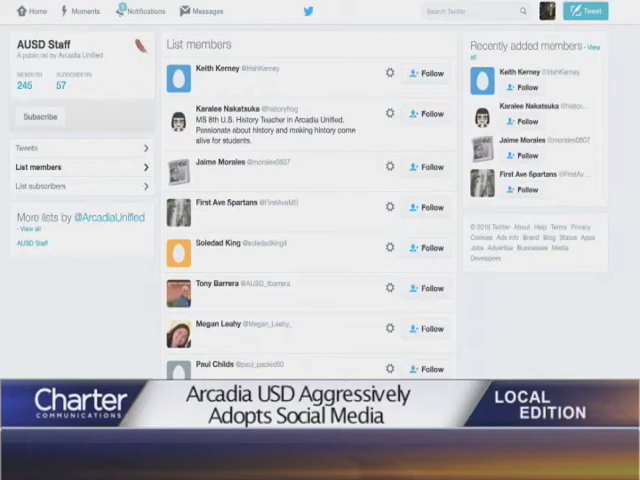 Home
Moments
Notifications
Messages
Search Twitter
Tweet
AUSD Staff
A public list by Arcadia Unified
MEMBERS
SUBSCRIBERS
245
57
Subscribe
Tweets
List members
List subscribers
More lists by @ArcadiaUnified
- View all
AUSD Staff
List members
Keith Kerney @IrishKerney
Follow
Karalee Nakatsuka @historyfrog
MS 8th U.S. History Teacher in Arcadia Unified.
Passionate about history and making history come
alive for students.
Follow
Jaime Morales @morales0607
Follow
First Ave Spartans @FirstAveMS
Follow
Soledad King @soledadking4
Follow
Tony Barrera @AUSD_tbarrera
Follow
Megan Leahy @Megan_Leahy_
Follow
Paul Childs
Follow
Recently added members - View
all
Keith Kerney @IrishKerney
Follow
Karalee Nakatsuka @histor...
Follow
Jaime Morales @morales0607
Follow
First Ave Spartans @FirstAv...
Follow
© 2016 Twitter About Help Terms Privacy
Cookies Ads info Brand Blog Status Apps
Jobs Advertise Businesses Media
Developers
Charter
COMMUNICATIONS
Arcadia USD Aggressively
Adopts Social Media
LOCAL
EDITION